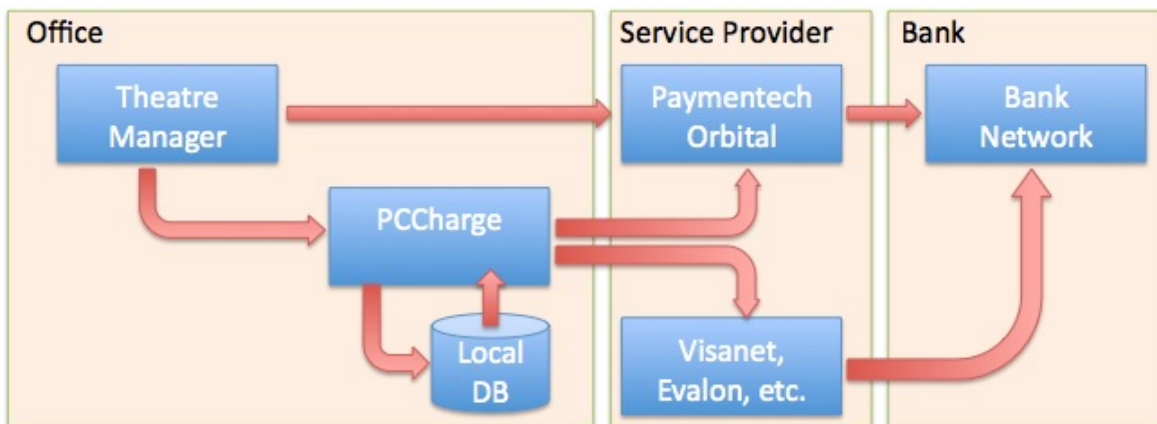 Office
Service Provider
Bank
Theatre
Manager
Paymentech
Orbital
Bank
Network
PCCharge
Local
DB
Visanet,
Evalon, etc.